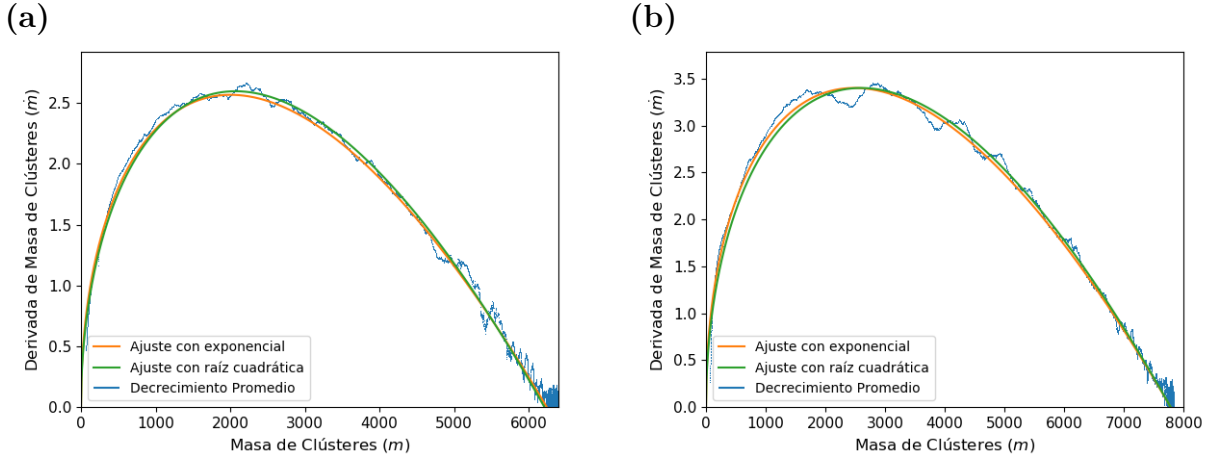 (a)
Derivada de Masa de Clústeres (ṁ)
2.5
2.0
1.5
1.0
0.5
0.0
Ajuste con exponencial
Ajuste con raíz cuadrática
Decrecimiento Promedio
0 1000 2000 3000 4000 5000 6000
Masa de Clústeres (m)
(b)
Derivada de Masa de Clústeres (ṁ)
3.5
3.0
2.5
2.0
1.5
1.0
0.5
0.0
Ajuste con exponencial
Ajuste con raíz cuadrática
Decrecimiento Promedio
0 1000 2000 3000 4000 5000 6000 7000 8000
Masa de Clústeres (m)